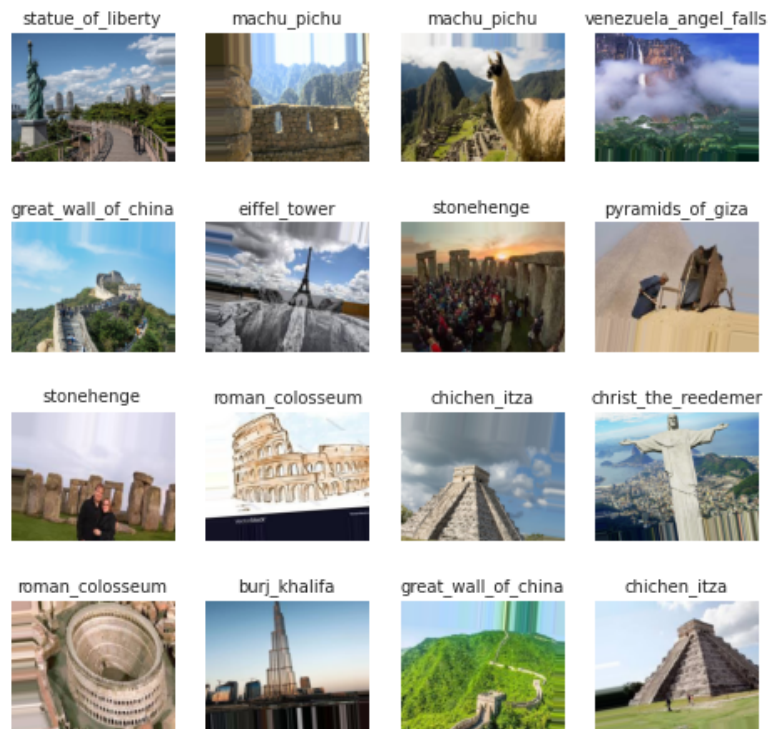 statue_of_liberty
machu_pichu
machu_pichu
venezuela_angel_falls
great_wall_of_china
eiffel_tower
stonehenge
pyramids_of_giza
stonehenge
roman_colosseum
chichen_itza
christ_the_reedemer
roman_colosseum
burj_khalifa
great_wall_of_china
chichen_itza